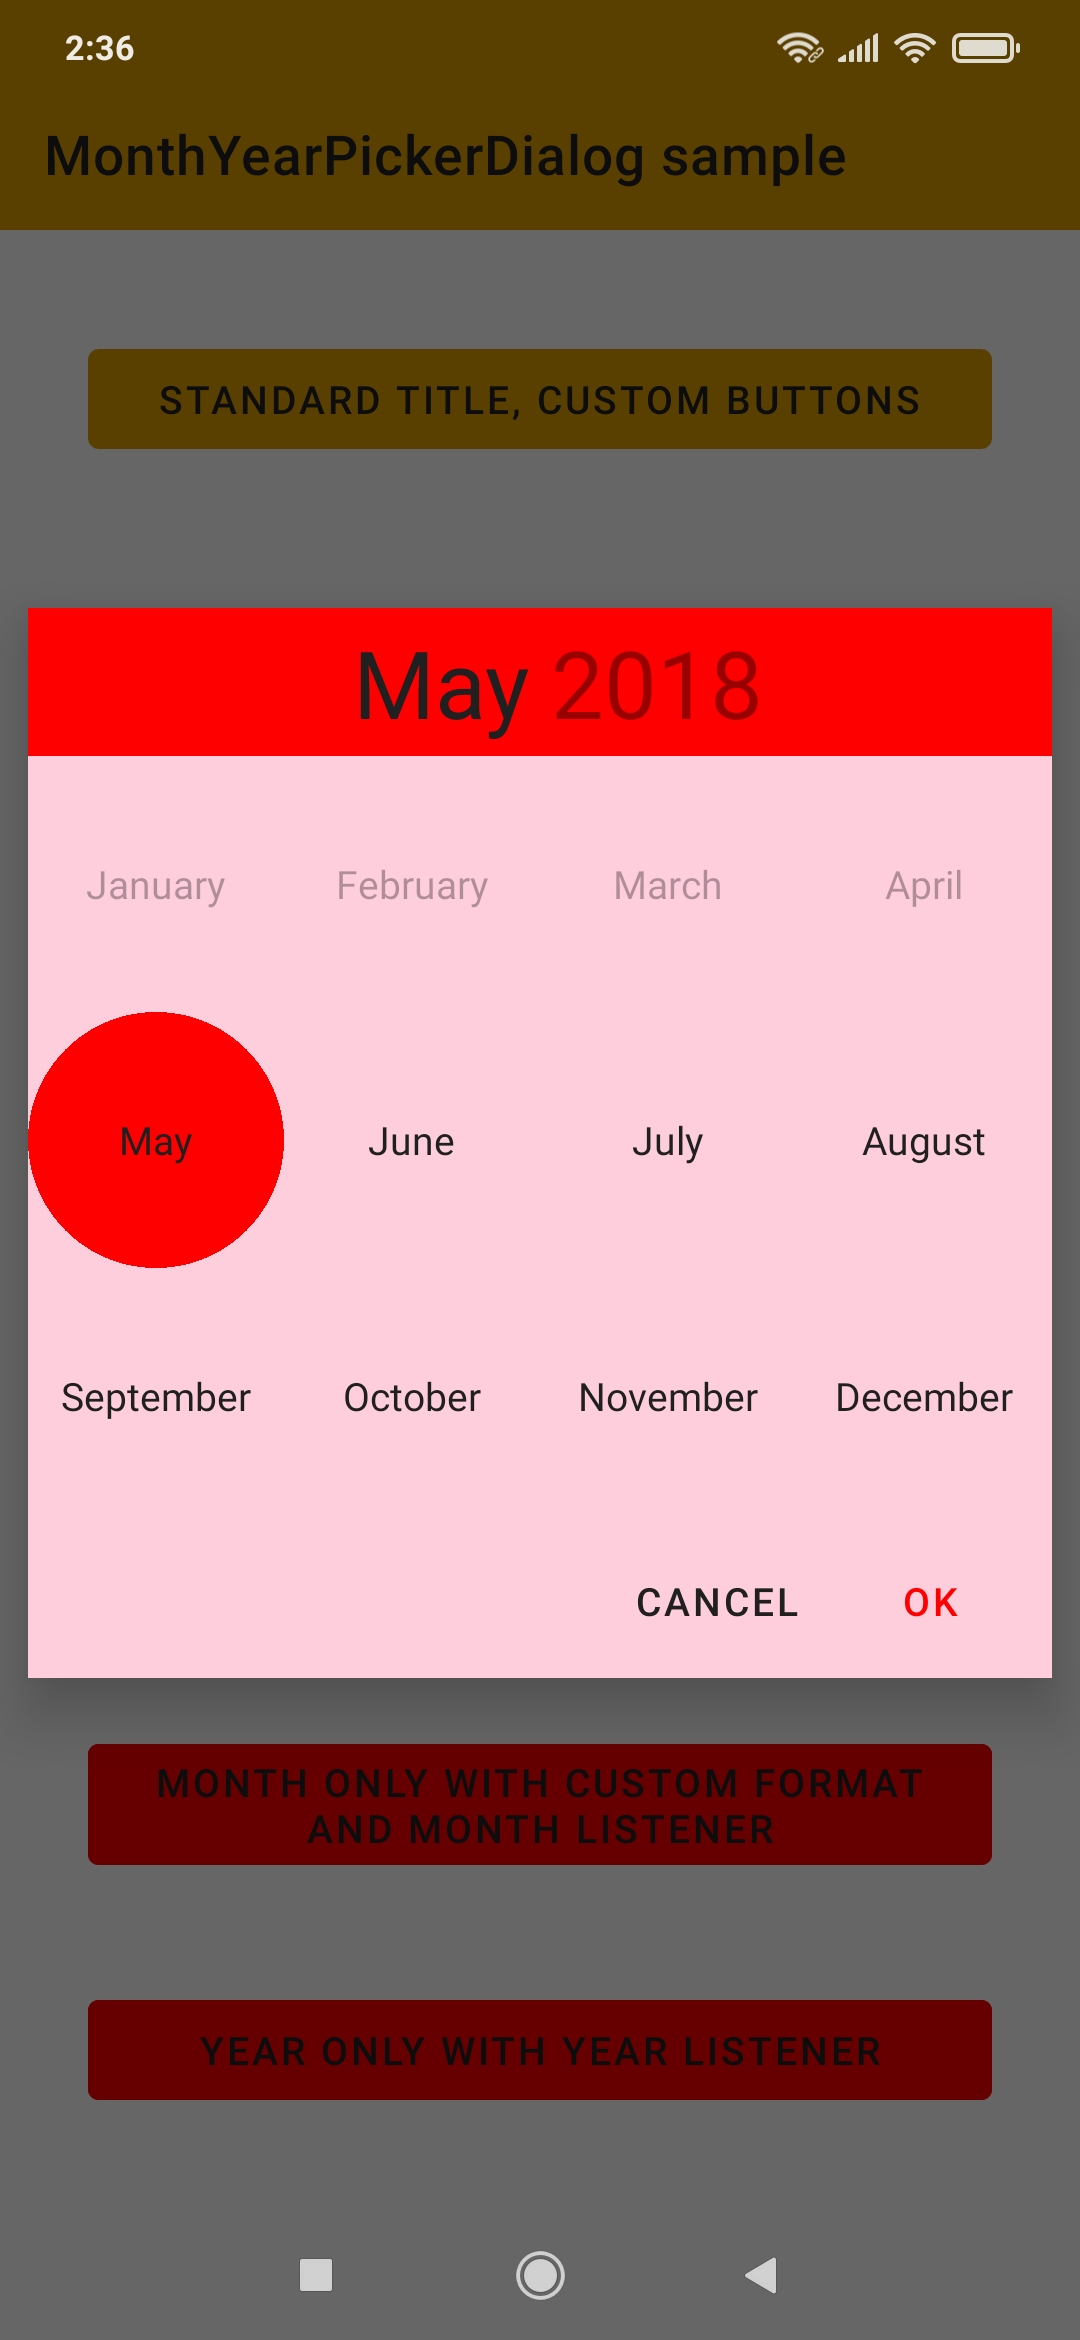 2:36
MonthYearPickerDialog sample
STANDARD TITLE, CUSTOM BUTTONS
May 2018
January February March April
May June July August
September October November December
CANCEL OK
MONTH ONLY WITH CUSTOM FORMAT
AND MONTH LISTENER
YEAR ONLY WITH YEAR LISTENER